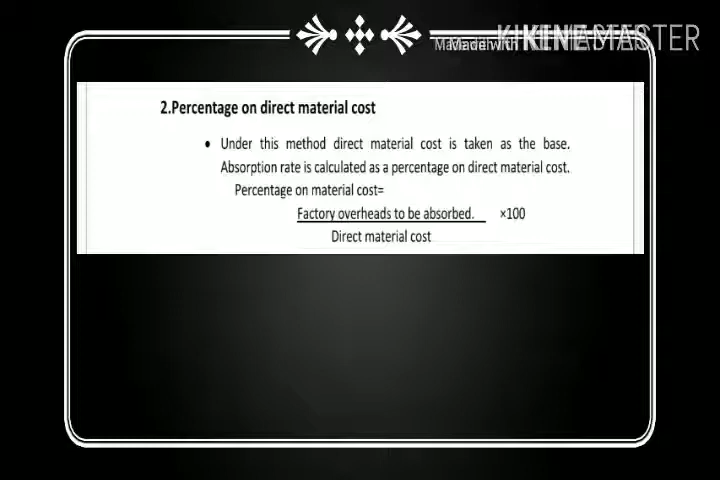 Made with KINEMASTER
2.Percentage on direct material cost
• Under this method direct material cost is taken as the base.
Absorption rate is calculated as a percentage on direct material cost.
Percentage on material cost=
Factory overheads to be absorbed. ×100
Direct material cost